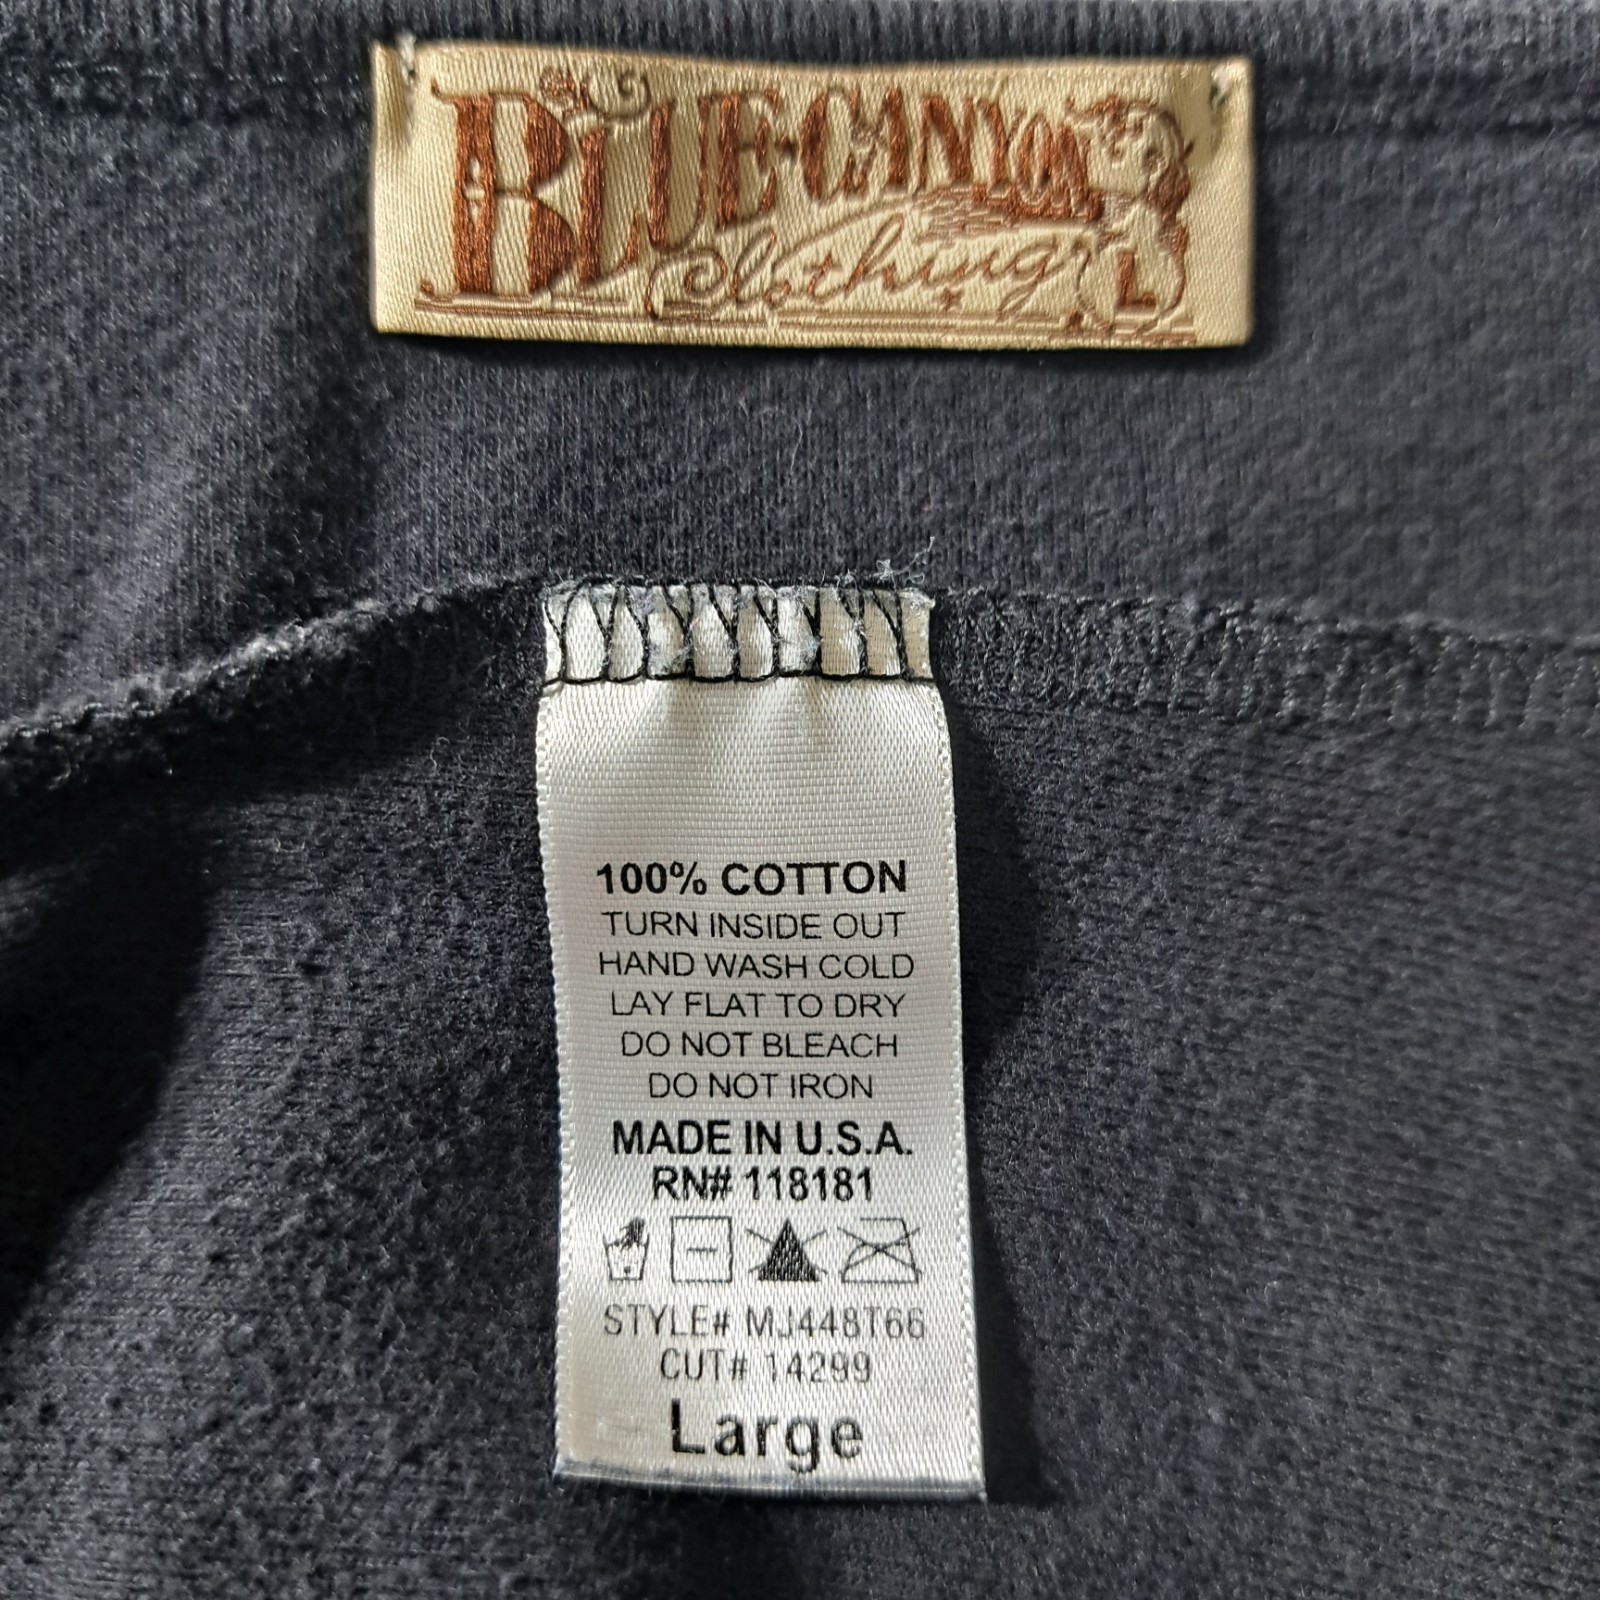 BLUE CANYON
Clothing
L
100% COTTON
TURN INSIDE OUT
HAND WASH COLD
LAY FLAT TO DRY
DO NOT BLEACH
DO NOT IRON
MADE IN U.S.A.
RN# 118181
STYLE# MJ448T66
CUT# 14299
Large